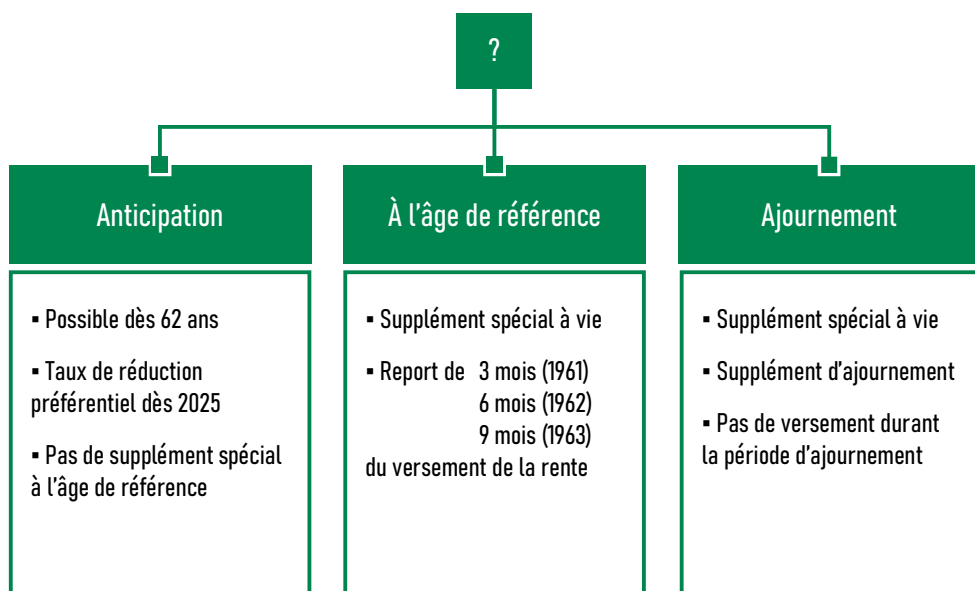 ?
Anticipation
▪ Possible dès 62 ans
▪ Taux de réduction
préférentiel dès 2025
▪ Pas de supplément spécial
à l’âge de référence
À l’âge de référence
▪ Supplément spécial à vie
▪ Report de 3 mois (1961)
6 mois (1962)
9 mois (1963)
du versement de la rente
Ajournement
▪ Supplément spécial à vie
▪ Supplément d’ajournement
▪ Pas de versement durant
la période d’ajournement